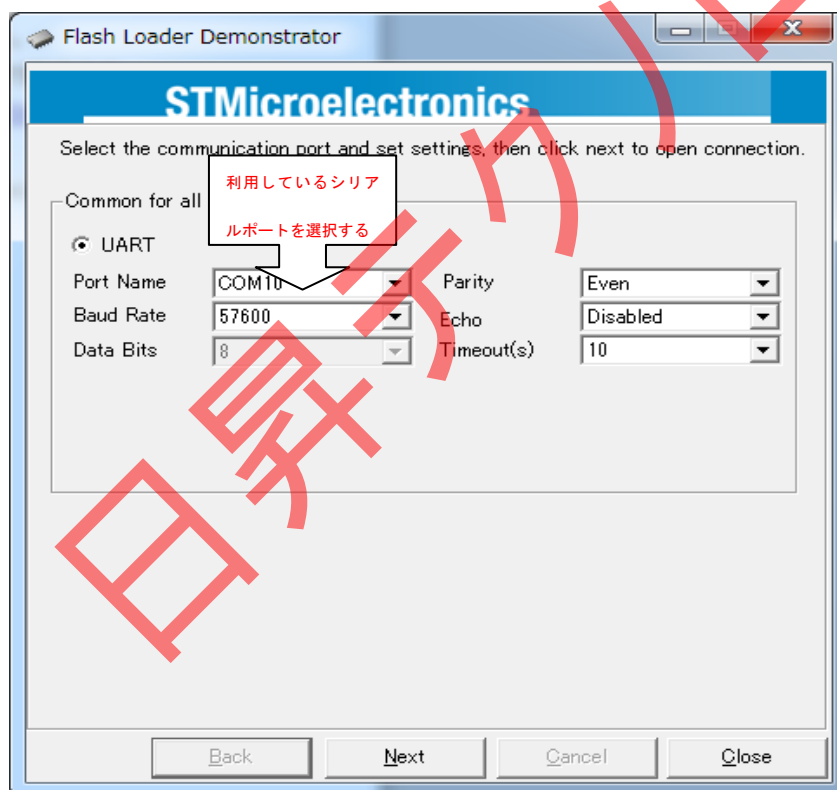 Flash Loader Demonstrator
STMicroelectronics
Select the communication port and set settings, then click next to open connection.
利用しているシリア
ルポートを選択する
Common for all
UART
Port Name COM10 Parity Even
Baud Rate 57600 Echo Disabled
Data Bits 8 Timeout(s) 10
Back Next Cancel Close
日昇テクノ